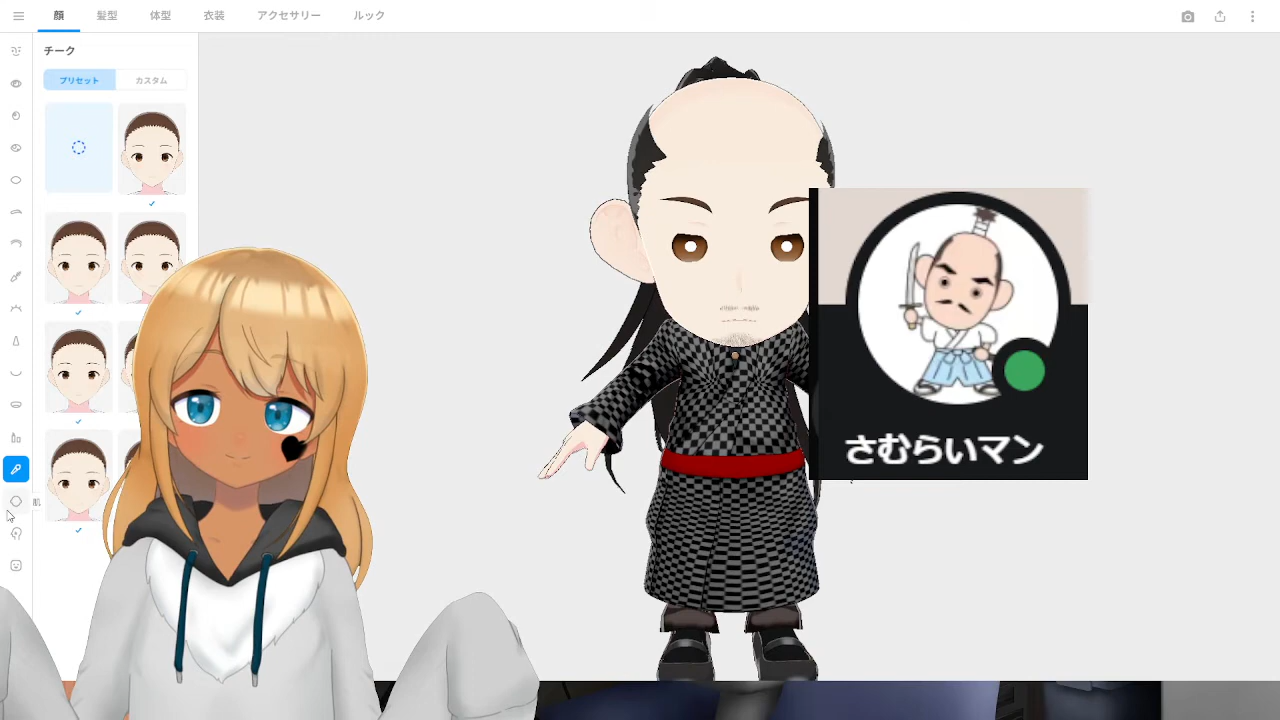 顔 髪型 体型 衣装 アクセサリー ルック
チーク
プリセット カスタム
肌
さむらいマン